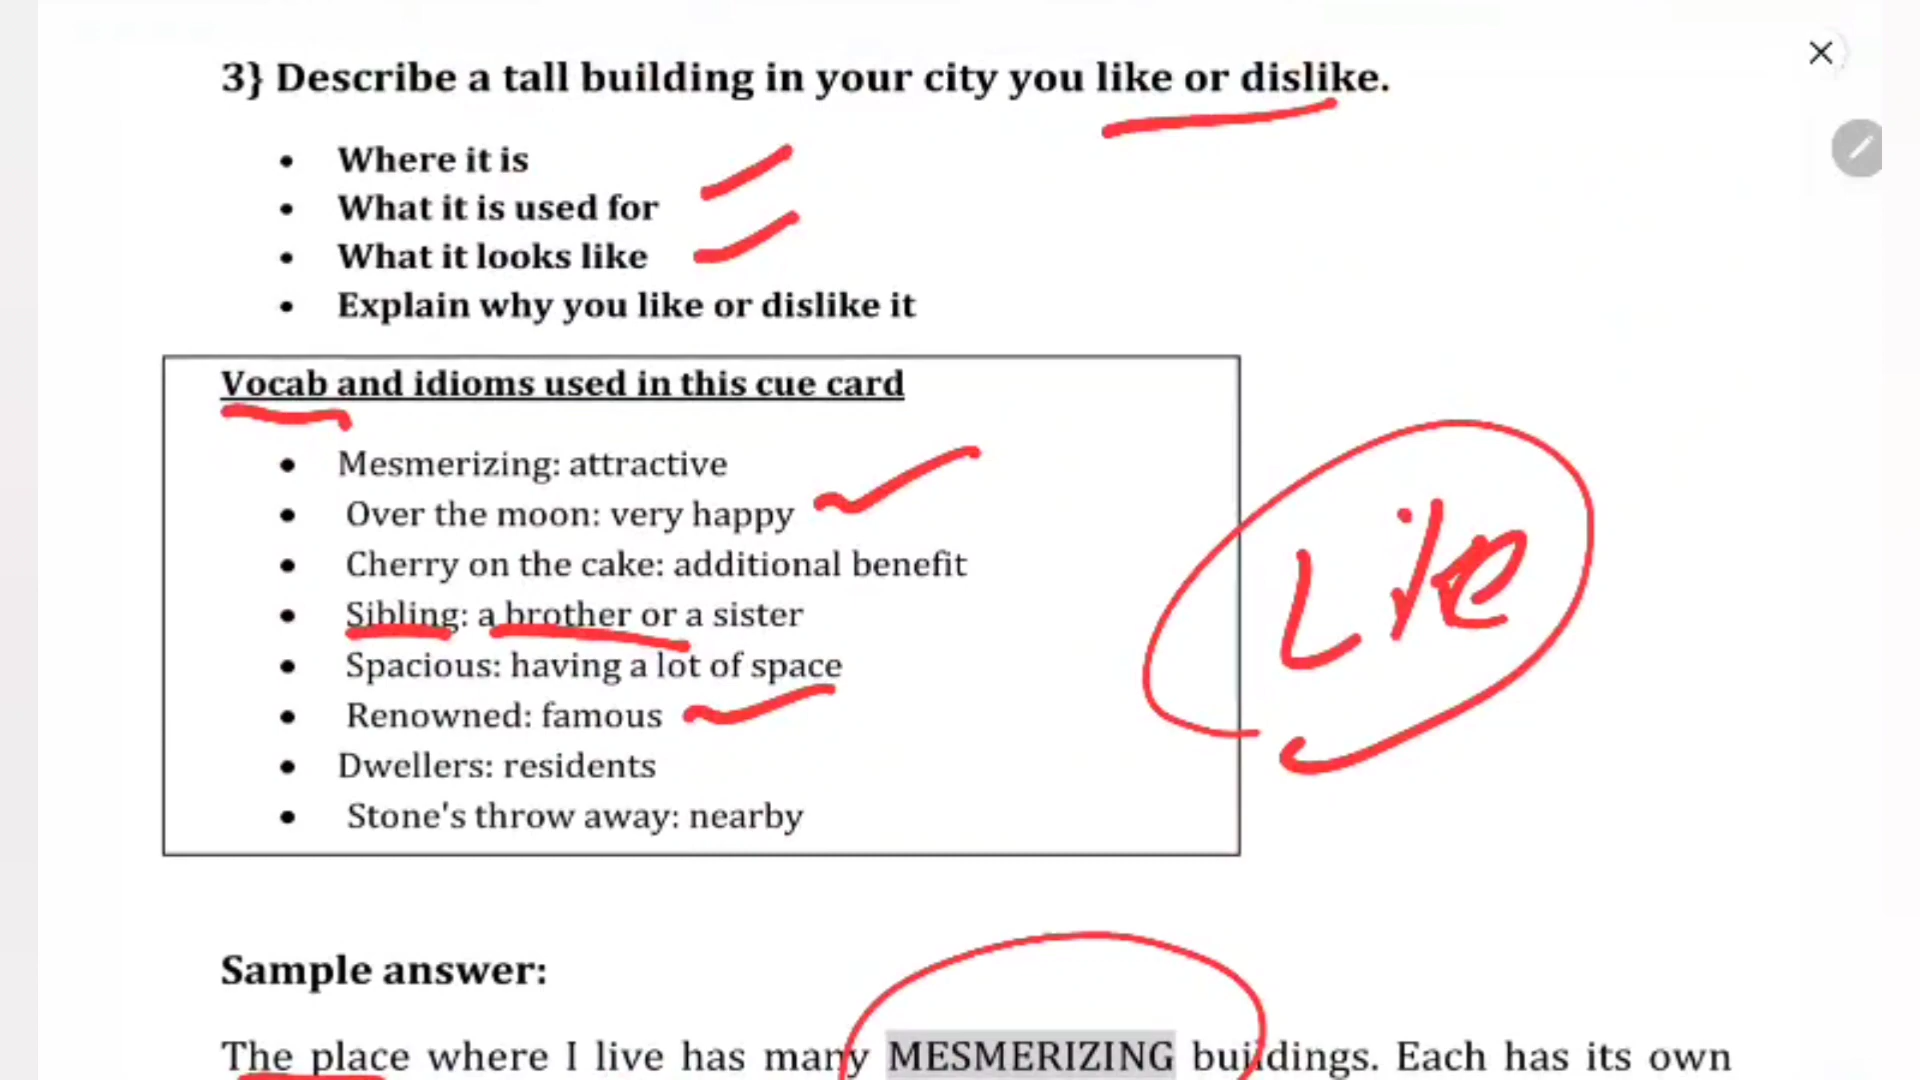 3} Describe a tall building in your city you like or dislike.
• Where it is
• What it is used for
• What it looks like
• Explain why you like or dislike it
Vocab and idioms used in this cue card
• Mesmerizing: attractive
• Over the moon: very happy
• Cherry on the cake: additional benefit
• Sibling: a brother or a sister
• Spacious: having a lot of space
• Renowned: famous
• Dwellers: residents
• Stone's throw away: nearby
Like
Sample answer:
The place where I live has many MESMERIZING buildings. Each has its own